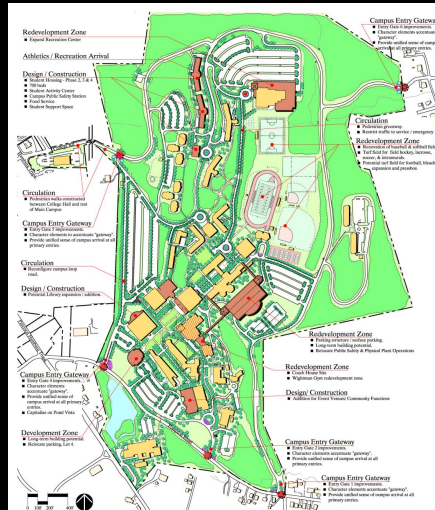 Redevelopment Zone
Expand Recreation Center
Athletics / Recreation Arrival
Design / Construction
Student Housing - Phase 2, 3 & 4
700 beds
Student Activity Center
Campus Public Safety Station
Food Service
Student Support Space
Circulation
Pedestrian walks constructed
between College Hall and rest
of Main Campus
Campus Entry Gateway
Entry Gate 5 improvements.
Character elements to accentuate "gateway".
Provide unified sense of campus arrival at all
primary entries.
Circulation
Reconfigure campus loop
road.
Design / Construction
Potential Library expansion / addition.
Campus Entry Gateway
Entry Gate 4 improvements.
Character elements
accentuate "gateway".
Provide unified sense of
campus arrival at all primary
entries.
Capitalize on Pond Vista
Development Zone
Long-term building potential.
Relocate parking, Lot 4.
Campus Entry Gateway
Entry Gate 6 improvements.
Character elements accentuate
"gateway".
Provide unified sense of campus
arrival at all primary entries.
Circulation
Pedestrian greenway.
Restrict traffic to service / emergency
Redevelopment Zone
Renovation of baseball & softball field
Turf field for field hockey, lacrosse,
soccer, & intramurals.
Potential turf field for football, bleach
expansion and pressbox
Redevelopment Zone
Parking structure / surface parking.
Long-term building potential.
Relocate Public Safety & Physical Plant Operations
Redevelopment Zone
Coach House Site
Wightman Gym redevelopment zone
Design/ Construction
Addition for Event Venues/ Community Functions
Campus Entry Gateway
Entry Gate 2 improvements.
Character elements accentuate "gateway".
Provide unified sense of campus arrival at all
primary entries.
Campus Entry Gateway
Entry Gate 1 improvements.
Character elements accentuate "gateway".
Provide unified sense of campus arrival at all
primary entries.
0 100' 200' 400'